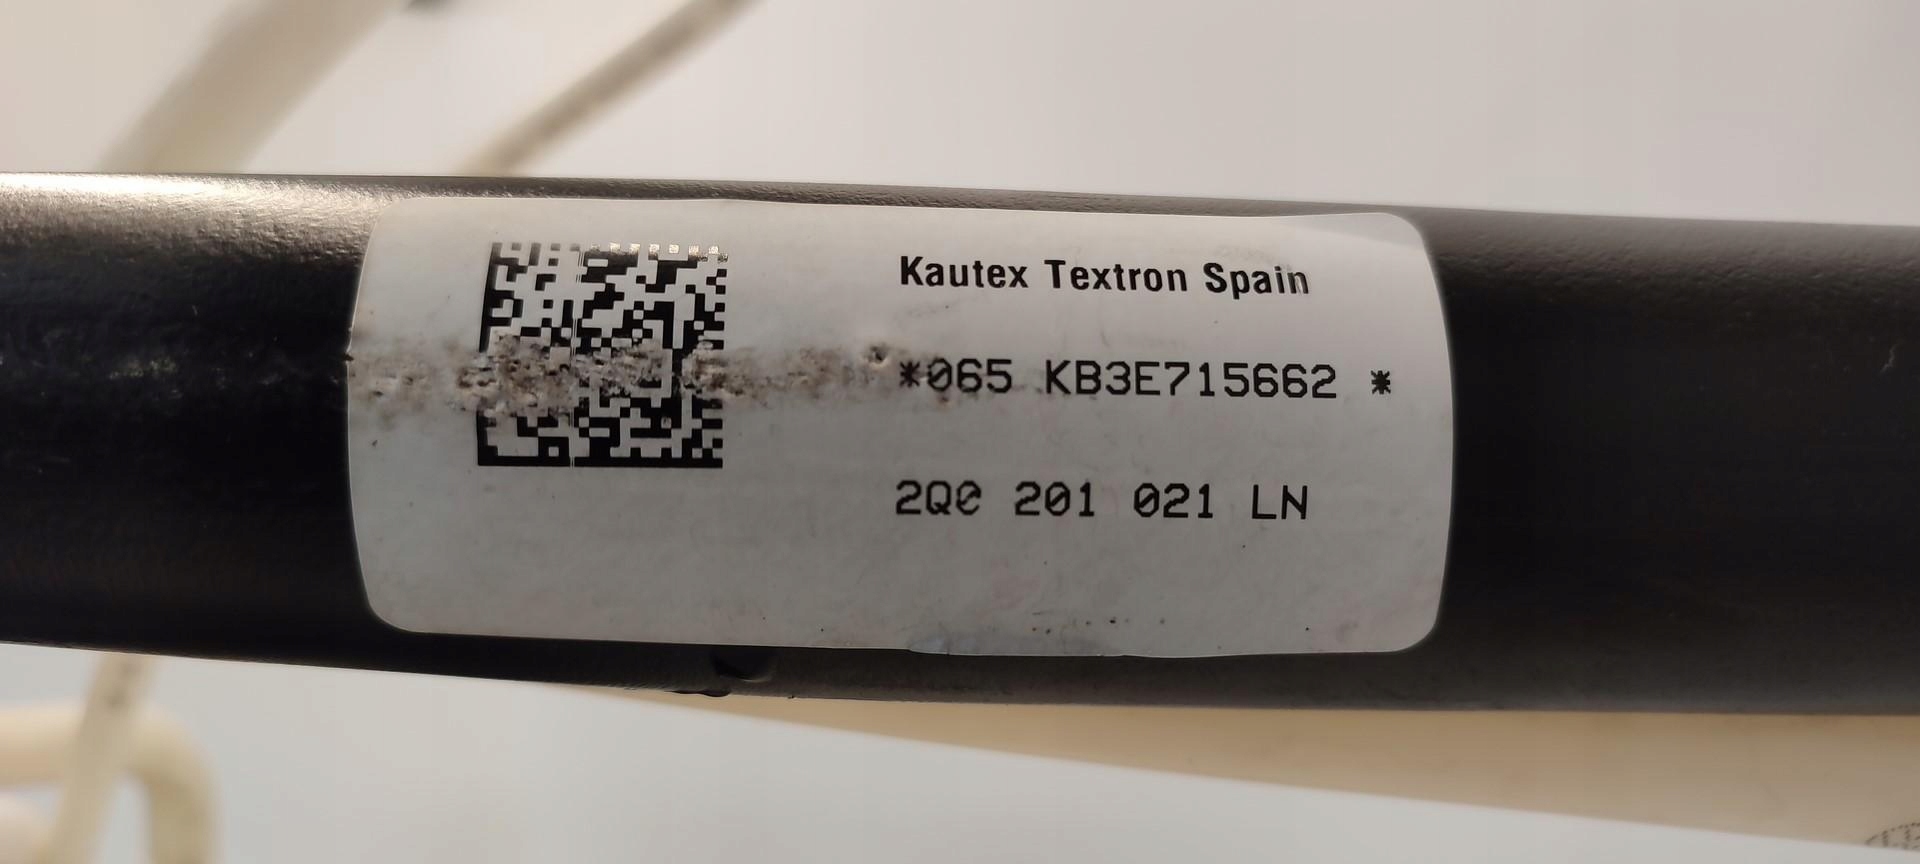 Kautex Textron Spain
*065 KB3E715662 *
2Q0 201 021 LN